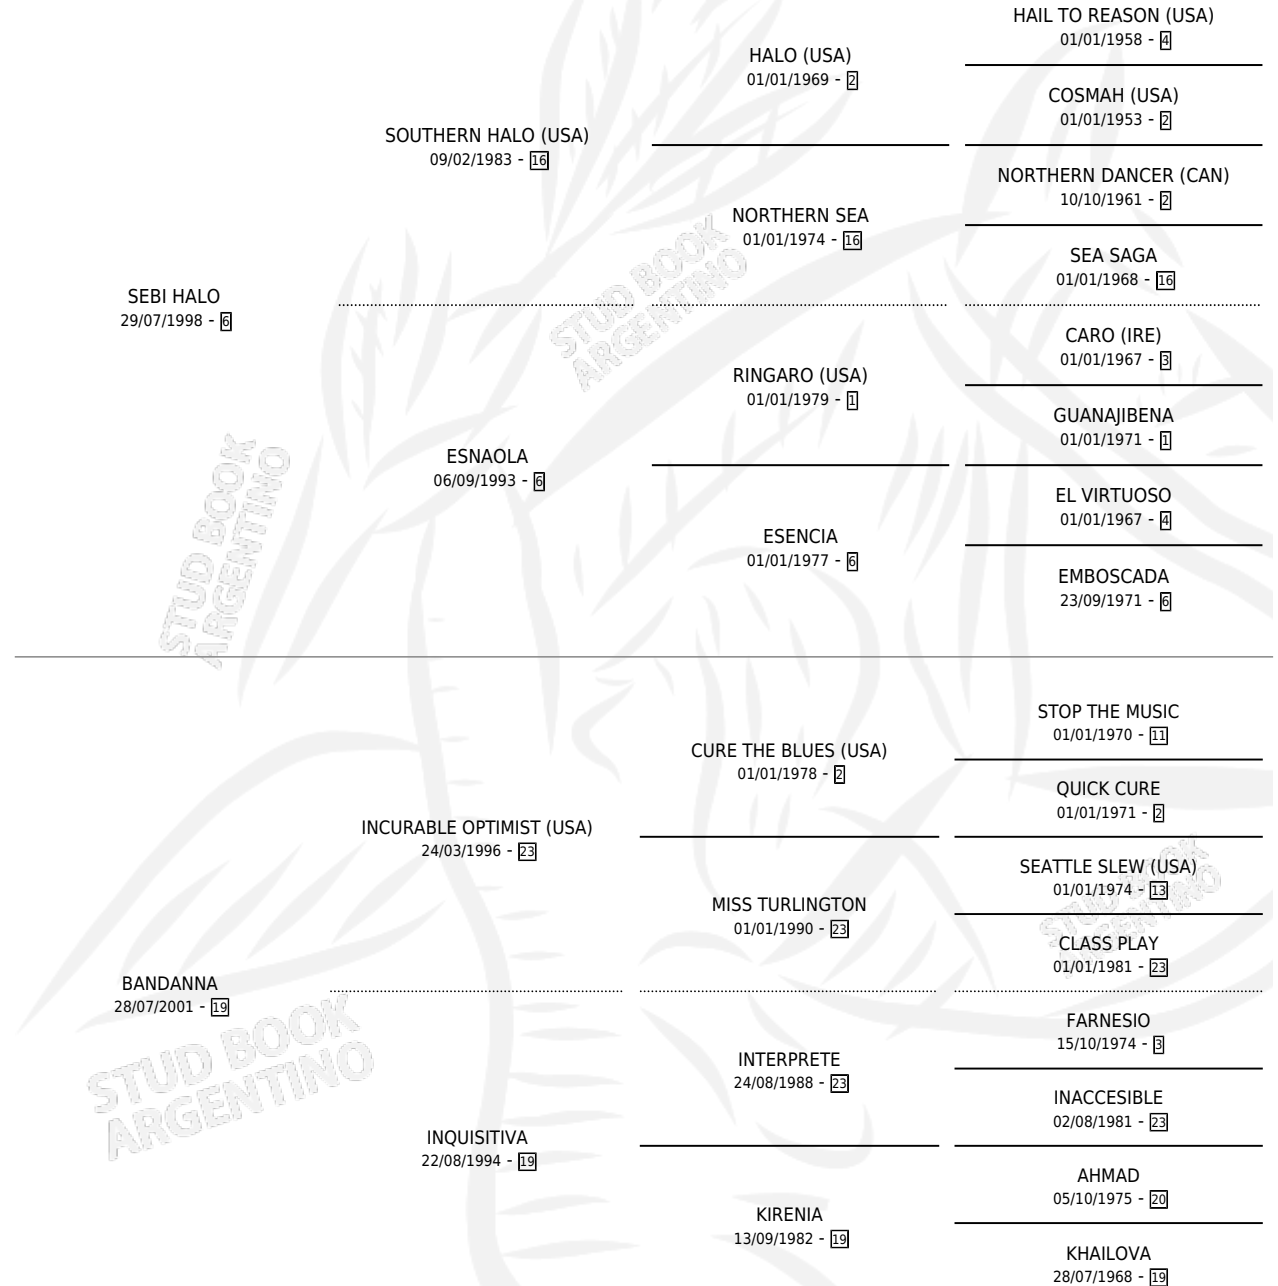 HAIL TO REASON (USA)
01/01/1958 - 4
HALO (USA)
01/01/1969 - 2
COSMAH (USA)
01/01/1953 - 2
SOUTHERN HALO (USA)
09/02/1983 - 16
NORTHERN DANCER (CAN)
10/10/1961 - 2
NORTHERN SEA
01/01/1974 - 16
SEA SAGA
01/01/1968 - 16
SEBI HALO
29/07/1998 - 6
STUD BOOK
ARGENTINO
CARO (IRE)
01/01/1967 - 3
RINGARO (USA)
01/01/1979 - 1
GUANAJIBENA
01/01/1971 - 1
ESNAOLA
06/09/1993 - 6
EL VIRTUOSO
01/01/1967 - 4
ESENCIA
01/01/1977 - 6
EMBOSCADA
23/09/1971 - 6
STUD BOOK
ARGENTINO
STOP THE MUSIC
01/01/1970 - 11
CURE THE BLUES (USA)
01/01/1978 - 2
QUICK CURE
01/01/1971 - 2
INCURABLE OPTIMIST (USA)
24/03/1996 - 23
SEATTLE SLEW (USA)
01/01/1974 - 13
MISS TURLINGTON
01/01/1990 - 23
STUD BOOK
ARGENTINO
CLASS PLAY
01/01/1981 - 23
BANDANNA
28/07/2001 - 19
FARNESIO
15/10/1974 - 3
INTERPRETE
24/08/1988 - 23
STUD BOOK
ARGENTINO
INACCESIBLE
02/08/1981 - 23
INQUISITIVA
22/08/1994 - 19
AHMAD
05/10/1975 - 20
KIRENIA
13/09/1982 - 19
KHAILOVA
28/07/1968 - 19